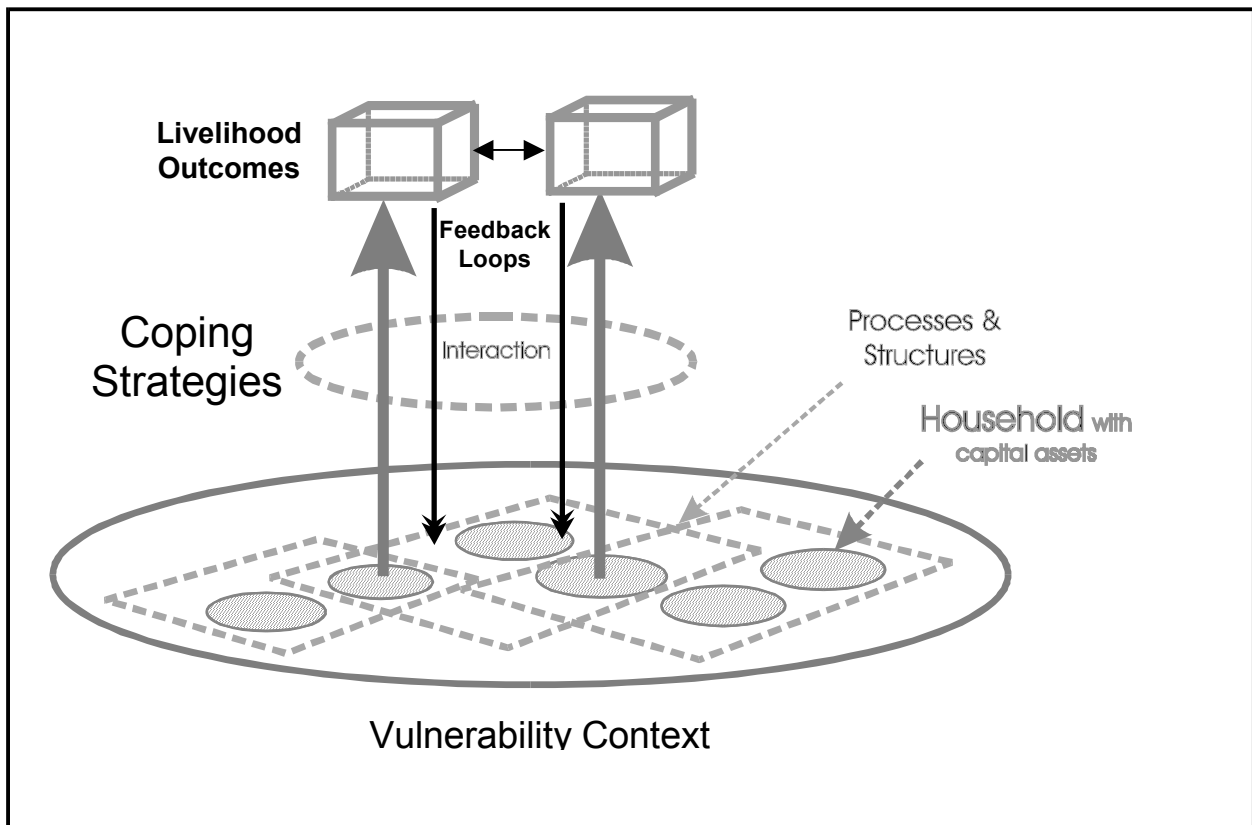 Livelihood
Outcomes
Feedback
Loops
Coping
Strategies
Interaction
Processes &
Structures
Household with
capital assets
Vulnerability Context